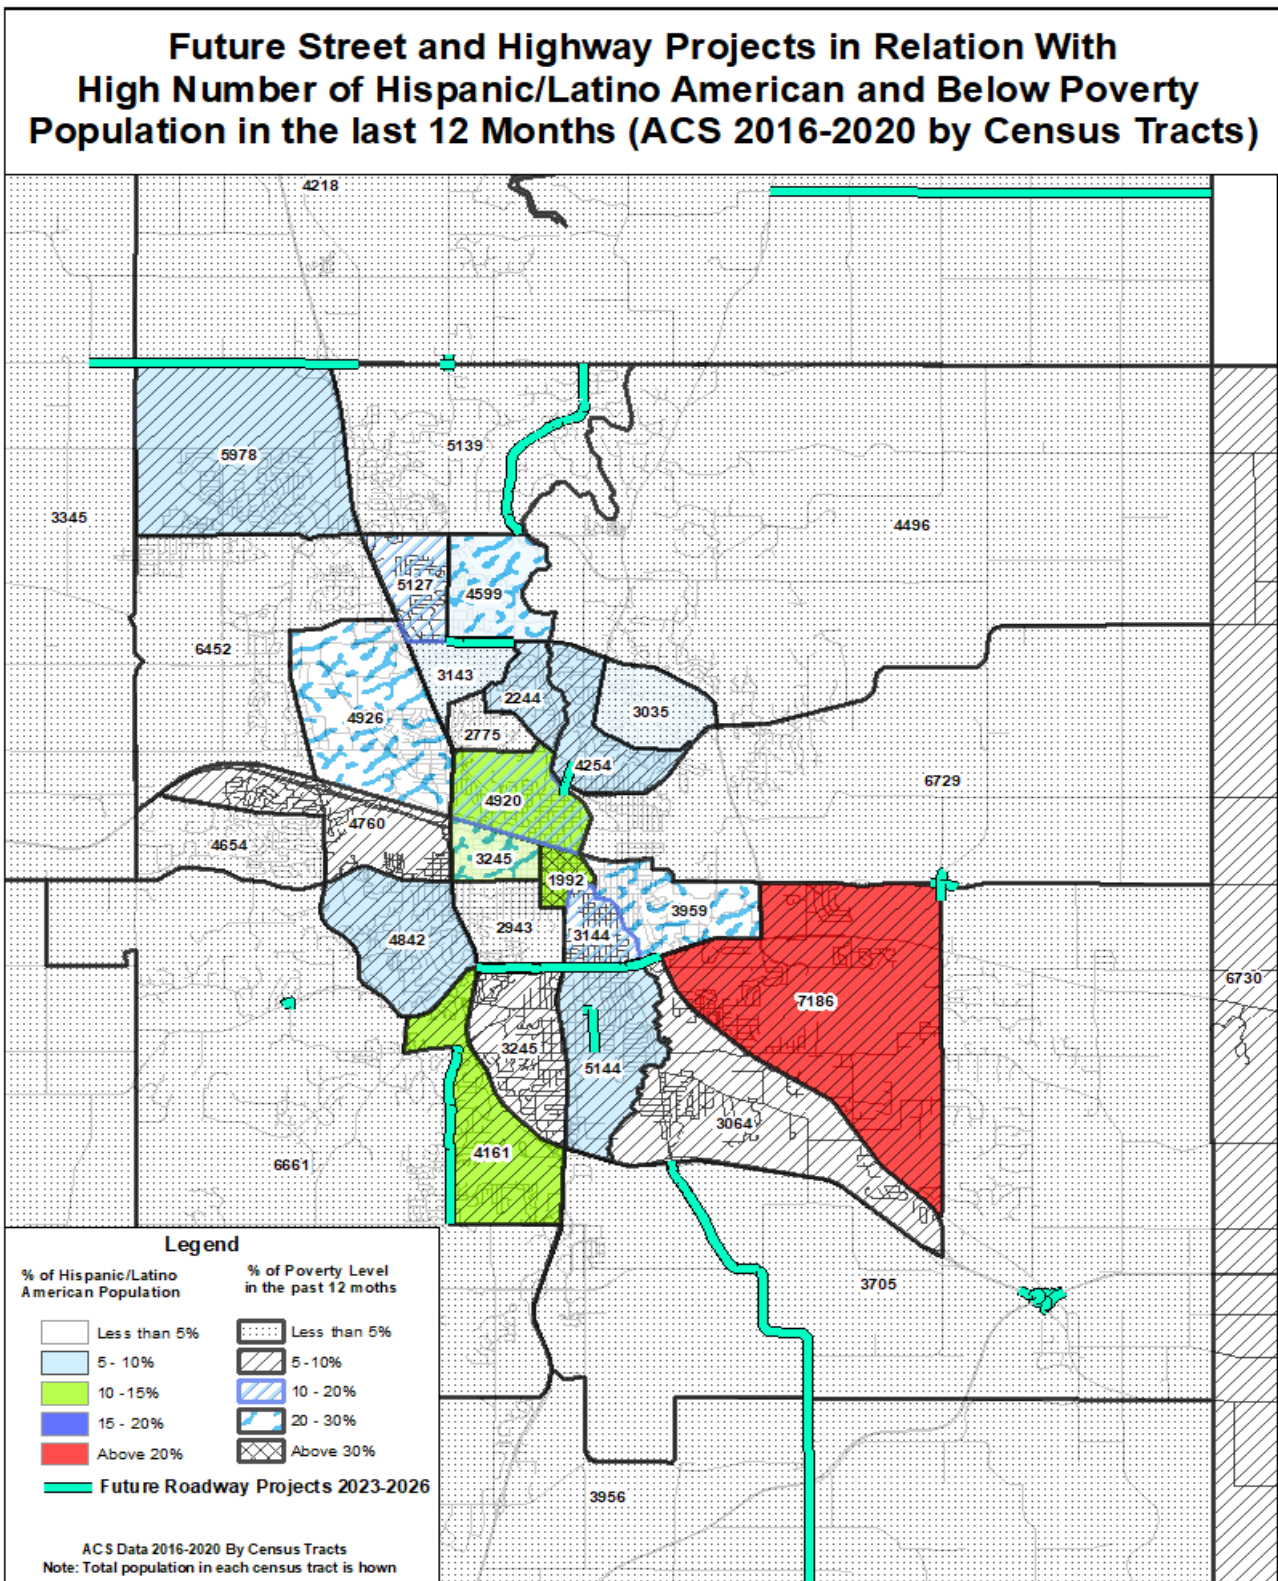 Future Street and Highway Projects in Relation With
High Number of Hispanic/Latino American and Below Poverty
Population in the last 12 Months (ACS 2016-2020 by Census Tracts)
4218
5978
5139
3345
4496
5127
4599
6452
3143
2244
3035
4926
2775
4254
6729
4920
4760
4654
3245
1992
3959
2943
3144
4842
6730
7186
3245
5144
3064
4161
6661
3705
3956
Legend
% of Hispanic/Latino
American Population
Less than 5%
5 - 10%
10 -15%
15 - 20%
Above 20%
% of Poverty Level
in the past 12 moths
Less than 5%
5 -10%
10 - 20%
20 - 30%
Above 30%
Future Roadway Projects 2023-2026
ACS Data 2016-2020 By Census Tracts
Note: Total population in each census tract is hown